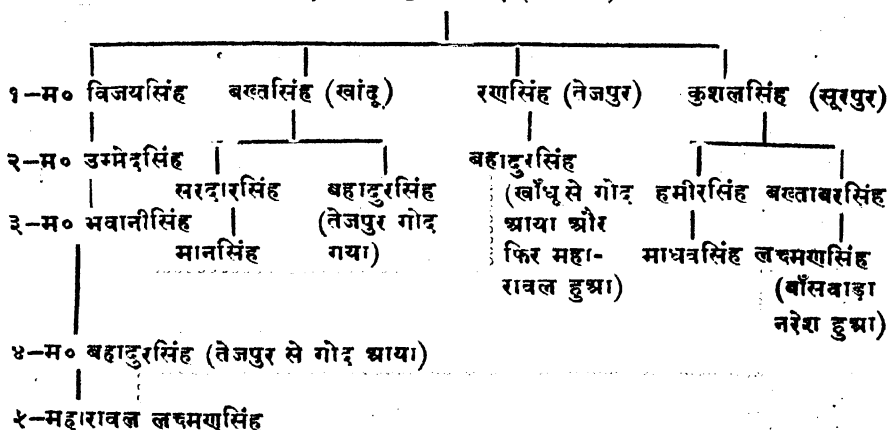 १-म० विजयसिंह बख्तसिंह (खांदू) रणसिंह (तेजपुर) कुशलसिंह (सूरपुर)
२-म० उम्मेदसिंह
सरदारसिंह बहादुरसिंह
(तेजपुर गोद
गया)
बहादुरसिंह
(खाँधू से गोद
आया और
फिर महा-
रावल हुआ)
हमीरसिंह बख्ताबरसिंह
३-म० भवानीसिंह
मानसिंह
माधवसिंह लक्ष्मणसिंह
(बाँसवाड़ा
नरेश हुआ)
४-म० बहादुरसिंह (तेजपुर से गोद आया)
५-महारावल लक्ष्मणसिंह